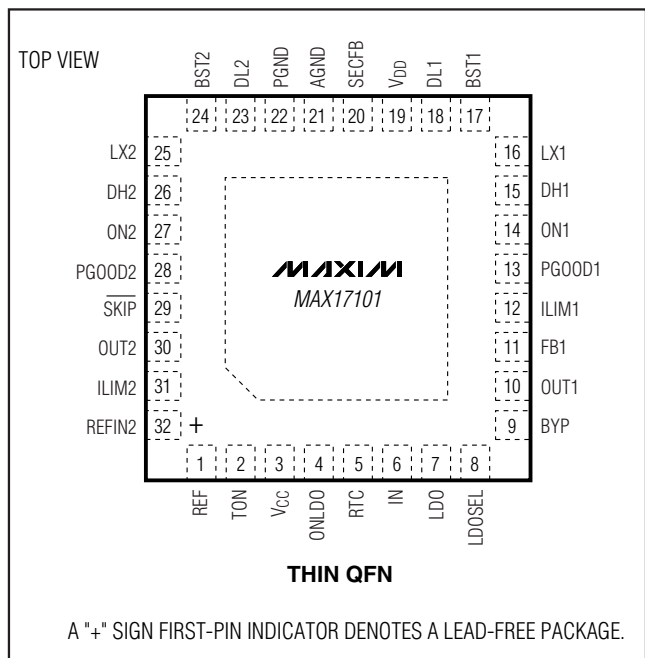 TOP VIEW
BST2
DL2
PGND
AGND
SECFB
VDD
DL1
BST1
24 23 22 21 20 19 18 17
LX2 25
DH2 26
ON2 27
PGOOD2 28
SKIP 29
OUT2 30
ILIM2 31
REFIN2 32 +
MAXIM
MAX17101
16 LX1
15 DH1
14 ON1
13 PGOOD1
12 ILIM1
11 FB1
10 OUT1
9 BYP
1 2 3 4 5 6 7 8
REF
TON
VCC
ONLDO
RTC
IN
LDO
LDOSEL
THIN QFN
A "+" SIGN FIRST-PIN INDICATOR DENOTES A LEAD-FREE PACKAGE.